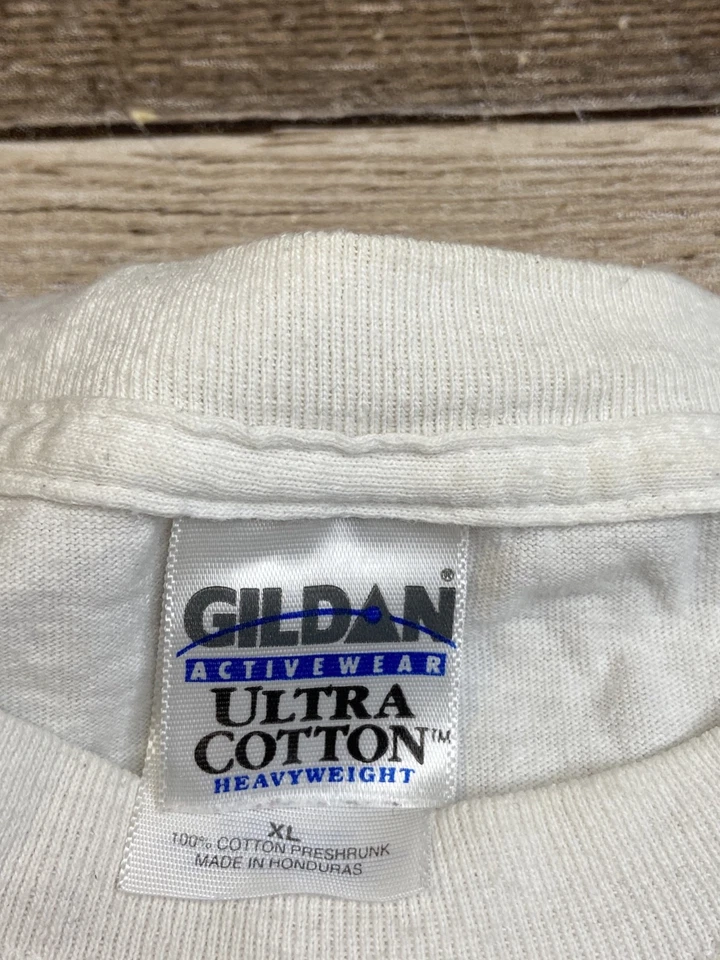 GILDAN®
ACTIVEWEAR
ULTRA
COTTON™
HEAVYWEIGHT
XL
100% COTTON PRESHRUNK
MADE IN HONDURAS